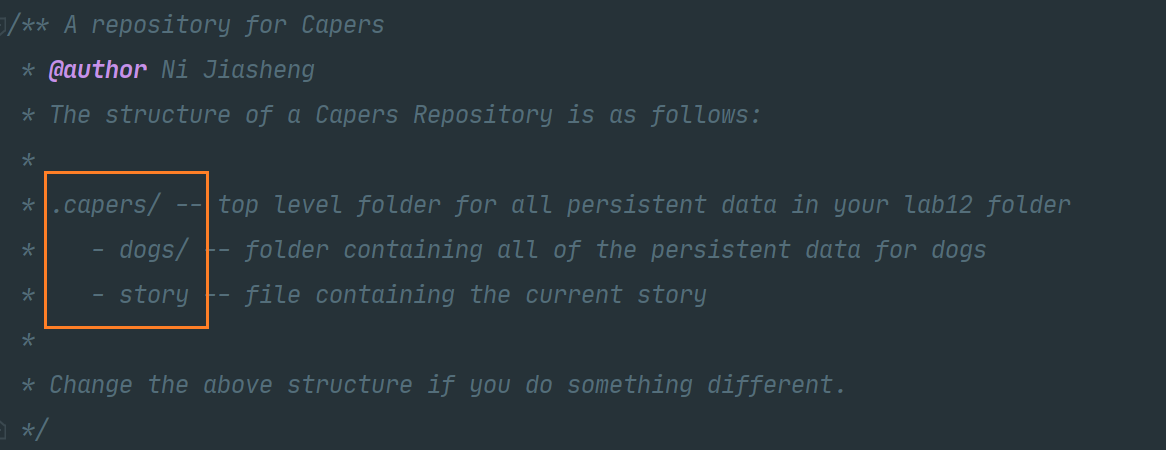 /** A repository for Capers
* @author Ni Jiasheng
* The structure of a Capers Repository is as follows:
*
* .capers/ -- top level folder for all persistent data in your lab12 folder
*    - dogs/ -- folder containing all of the persistent data for dogs
*    - story -- file containing the current story
*
* Change the above structure if you do something different.
*/